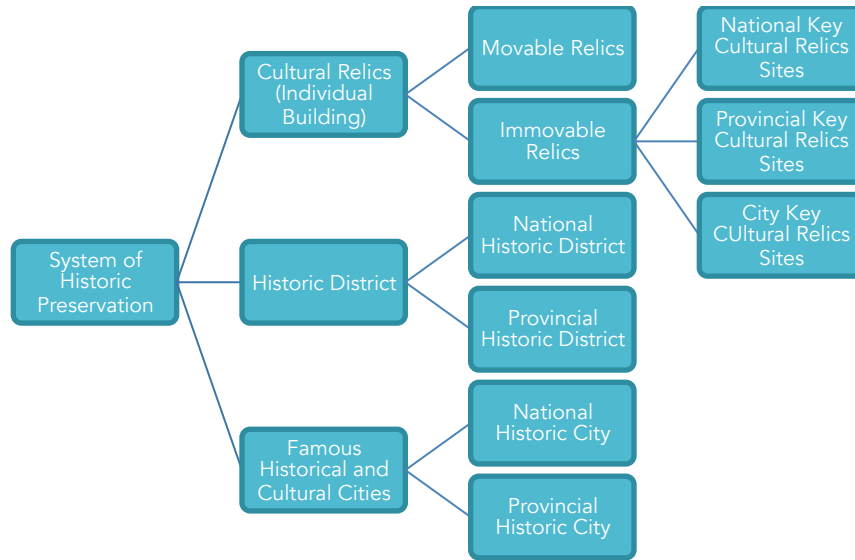 System of
Historic
Preservation
Cultural Relics
(Individual
Building)
Historic District
Famous
Historical and
Cultural Cities
Movable Relics
Immovable
Relics
National
Historic District
Provincial
Historic District
National
Historic City
Provincial
Historic City
National Key
Cultural Relics
Sites
Provincial Key
Cultural Relics
Sites
City Key
CUltural Relics
Sites